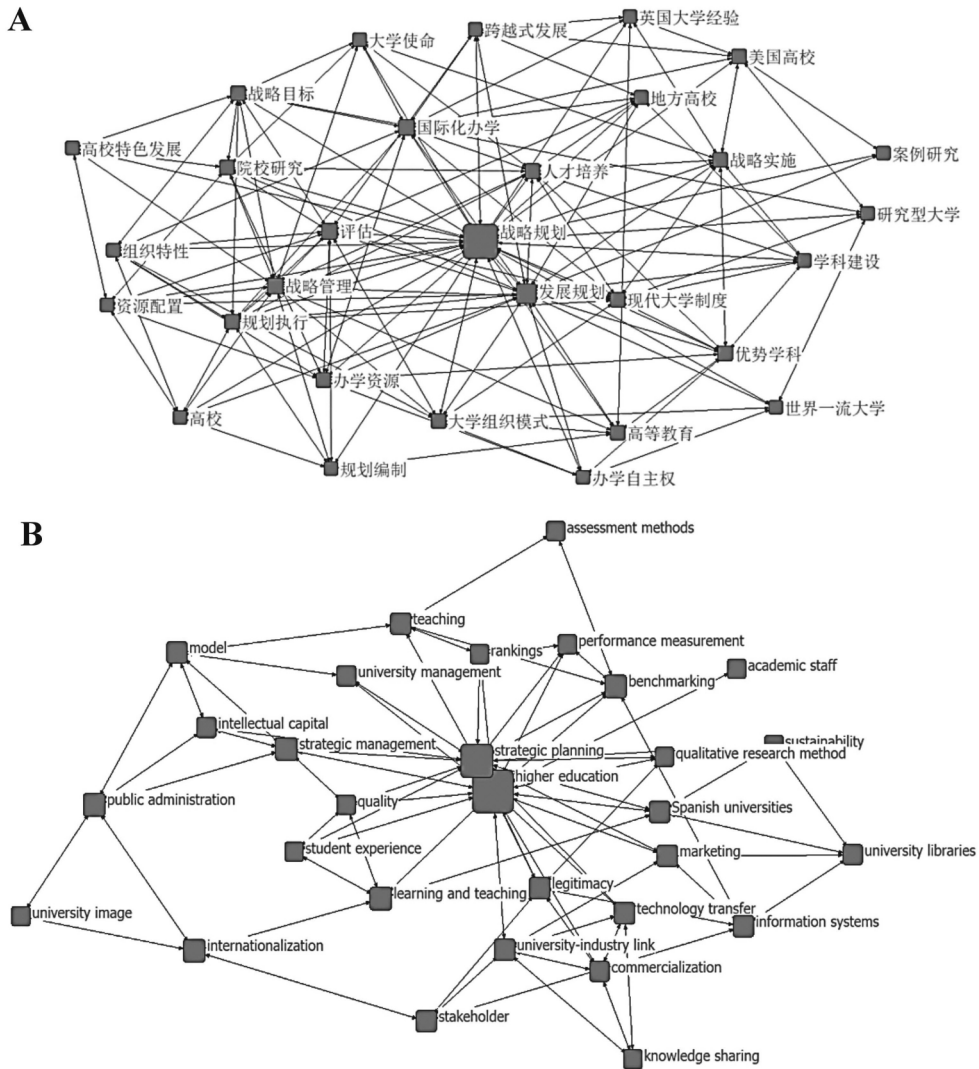 A
英国大学经验
跨越式发展
大学使命
美国高校
战略目标
地方高校
国际化办学
高校特色发展
案例研究
院校研究
战略实施
人才培养
研究型大学
评估
战略规划
组织特性
学科建设
战略管理
发展规划
现代大学制度
资源配置
规划执行
优势学科
办学资源
世界一流大学
高校
大学组织模式
高等教育
规划编制
办学自主权
B
assessment methods
teaching
model
rankings
performance measurement
university management
academic staff
benchmarking
intellectual capital
strategic management
strategic planning
sustainability
qualitative research method
higher education
public administration
quality
Spanish universities
student experience
marketing
university libraries
learning and teaching
legitimacy
university image
technology transfer
information systems
internationalization
university-industry link
commercialization
stakeholder
knowledge sharing